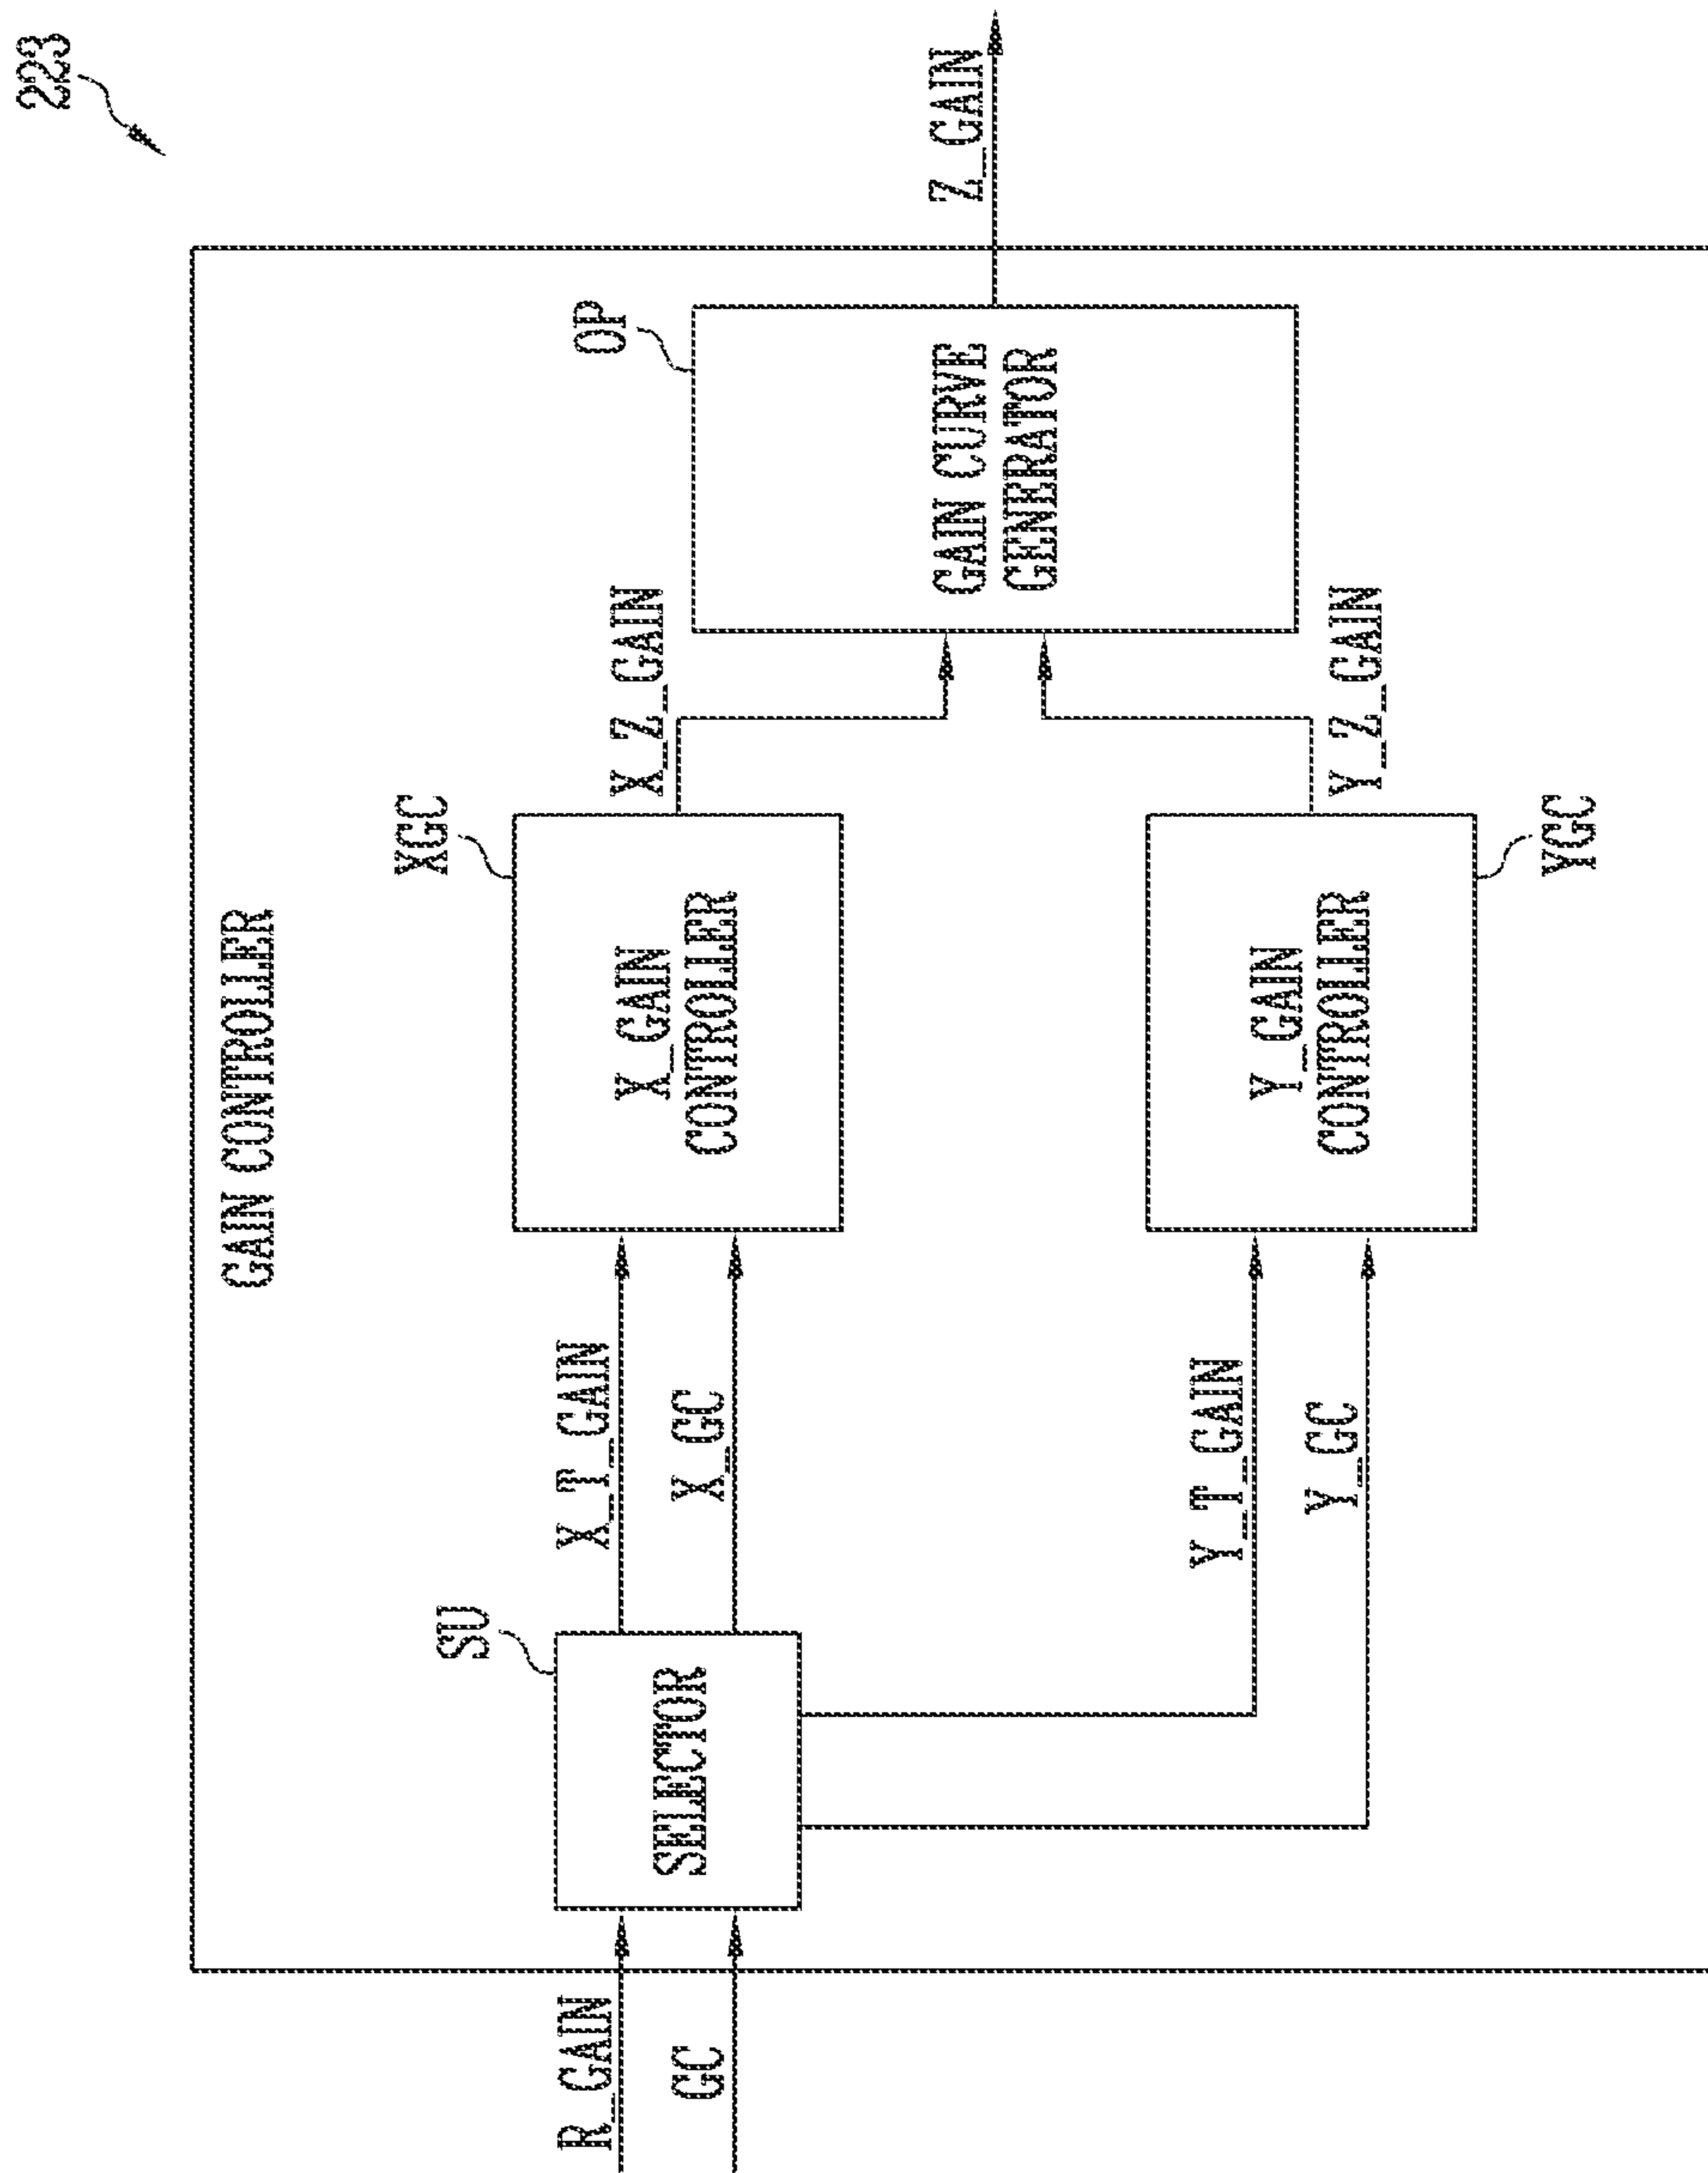 223
GAIN CONTROLLER
R_GAIN
GC
SU
SELECTOR
X_T_GAIN
X_GC
Y_T_GAIN
Y_GC
XGC
X_GAIN
CONTROLLER
Y_GAIN
CONTROLLER
YGC
X_Z_GAIN
Y_Z_GAIN
OP
GAIN CURVE
GENERATOR
Z_GAIN